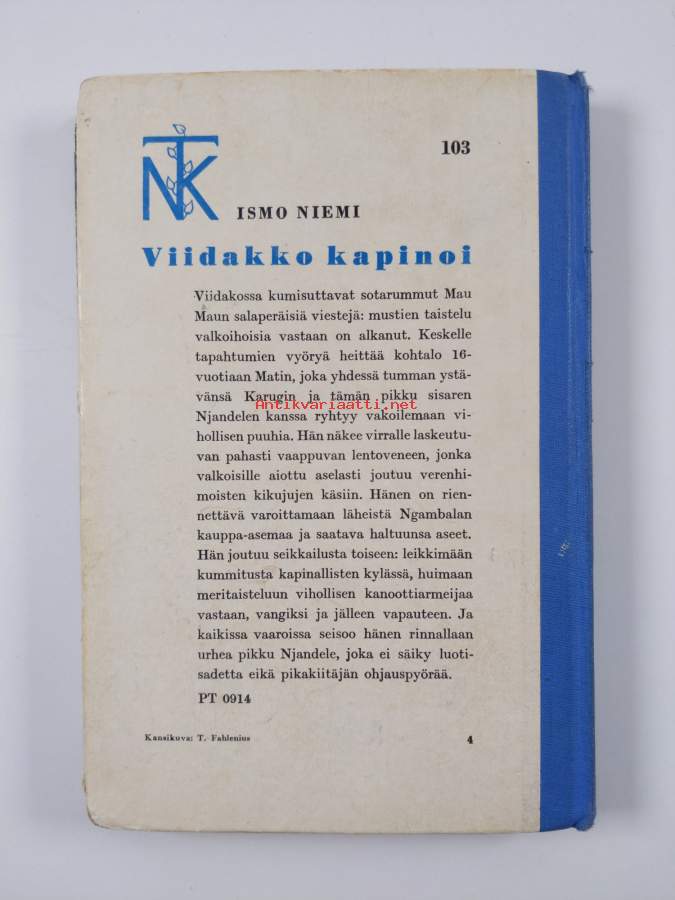 NTK
103
ISMO NIEMI
Viidakko kapinoi
Viidakossa kumisuttavat sotarummut Mau
Maun salaperäisiä viestejä: mustien taistelu
valkoihoisia vastaan on alkanut. Keskelle
tapahtumien vyöryä heittää kohtalo 16-
vuotiaan Matin, joka yhdessä tumman ystä-
vänsä Karugin ja tämän pikku sisaren
Antikvariaatti.net
Njandelen kanssa ryhtyy vakoilemaan vi-
hollisen puuhia. Hän näkee virralle laskeutu-
van pahasti vaappuvan lentoveneen, jonka
valkoisille aiottu aselasti joutuu verenhi-
moisten kikujujen käsiin. Hänen on rien-
nettävä varoittamaan läheistä Ngambalan
kauppa-asemaa ja saatava haltuunsa aseet.
Hän joutuu seikkailusta toiseen: leikkimään
kummitusta kapinallisten kylässä, huimaan
meritaisteluun vihollisen kanoottiarmeijaa
vastaan, vangiksi ja jälleen vapauteen. Ja
kaikissa vaaroissa seisoo hänen rinnallaan
urhea pikku Njandele, joka ei säiky luoti-
sadetta eikä pikakiitäjän ohjauspyörää.
PT 0914
Kansikuva: T. Fahlenius
4